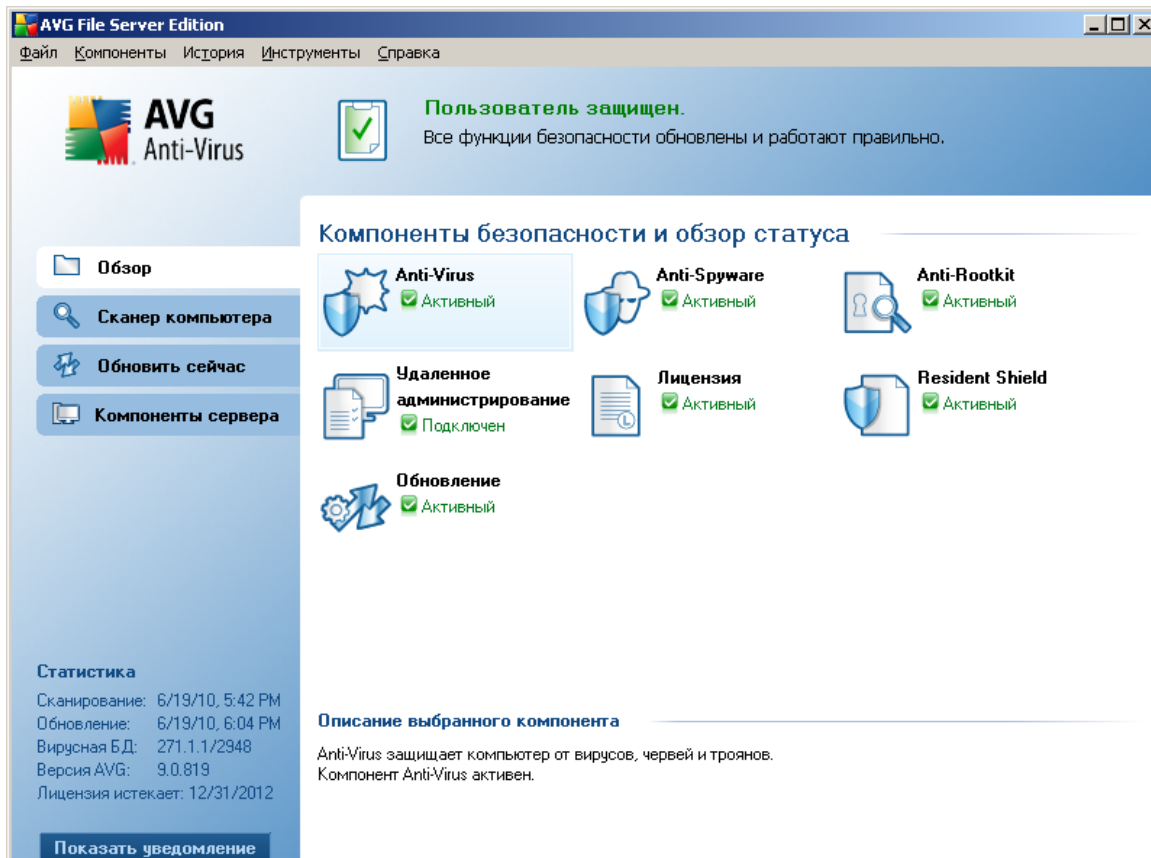 AVG File Server Edition
Файл Компоненты История Инструменты Справка
AVG
Anti-Virus
Пользователь защищен.
Все функции безопасности обновлены и работают правильно.
Обзор
Сканер компьютера
Обновить сейчас
Компоненты сервера
Компоненты безопасности и обзор статуса
Anti-Virus
Активный
Anti-Spyware
Активный
Anti-Rootkit
Активный
Удаленное
администрирование
Подключен
Лицензия
Активный
Resident Shield
Активный
Обновление
Активный
Статистика
Сканирование: 6/19/10, 5:42 PM
Обновление: 6/19/10, 6:04 PM
Вирусная БД: 271.1.1/2948
Версия AVG: 9.0.819
Лицензия истекает: 12/31/2012
Показать уведомление
Описание выбранного компонента
Anti-Virus защищает компьютер от вирусов, червей и троянов.
Компонент Anti-Virus активен.